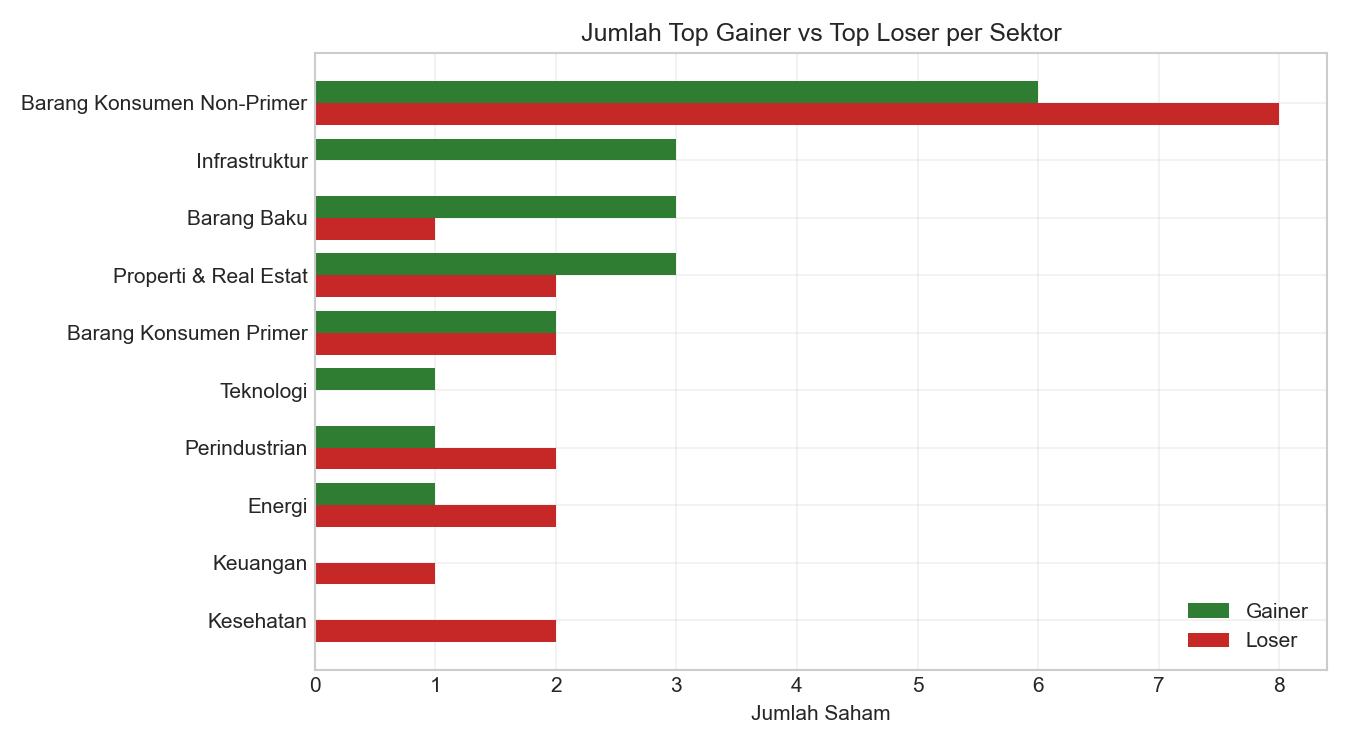 Jumlah Top Gainer vs Top Loser per Sektor
Barang Konsumen Non-Primer
Infrastruktur
Barang Baku
Properti & Real Estat
Barang Konsumen Primer
Teknologi
Perindustrian
Energi
Keuangan
Kesehatan
Gainer
Loser
0 1 2 3 4 5 6 7 8
Jumlah Saham